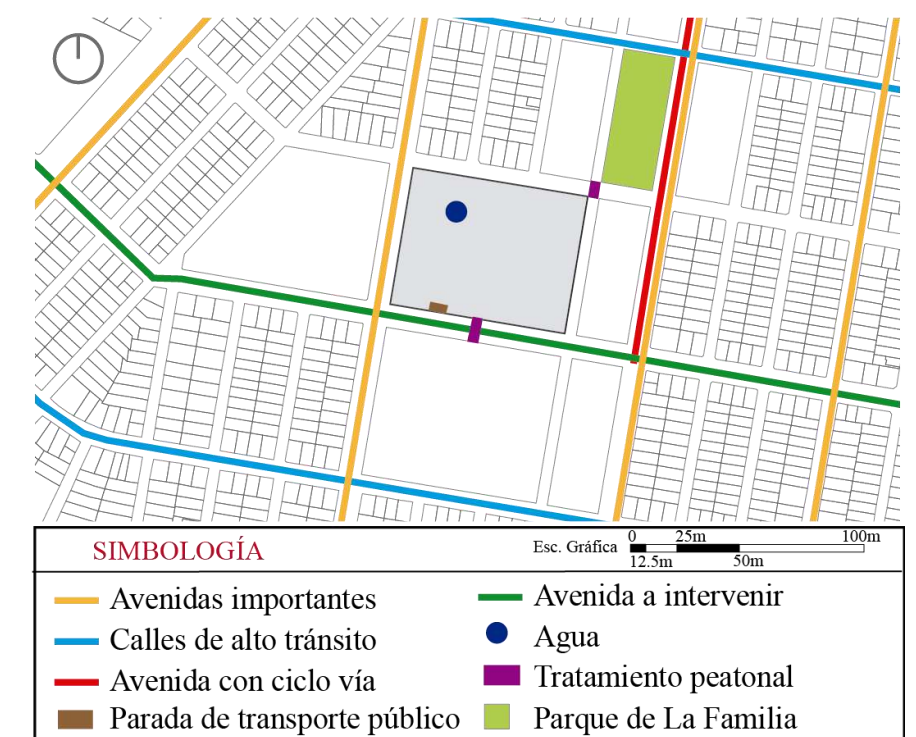 SIMBOLOGÍA
Esc. Gráfica
0 25m 100m
12.5m 50m
Avenidas importantes
Avenida a intervenir
Calles de alto tránsito
Agua
Avenida con ciclo vía
Tratamiento peatonal
Parada de transporte público
Parque de La Familia